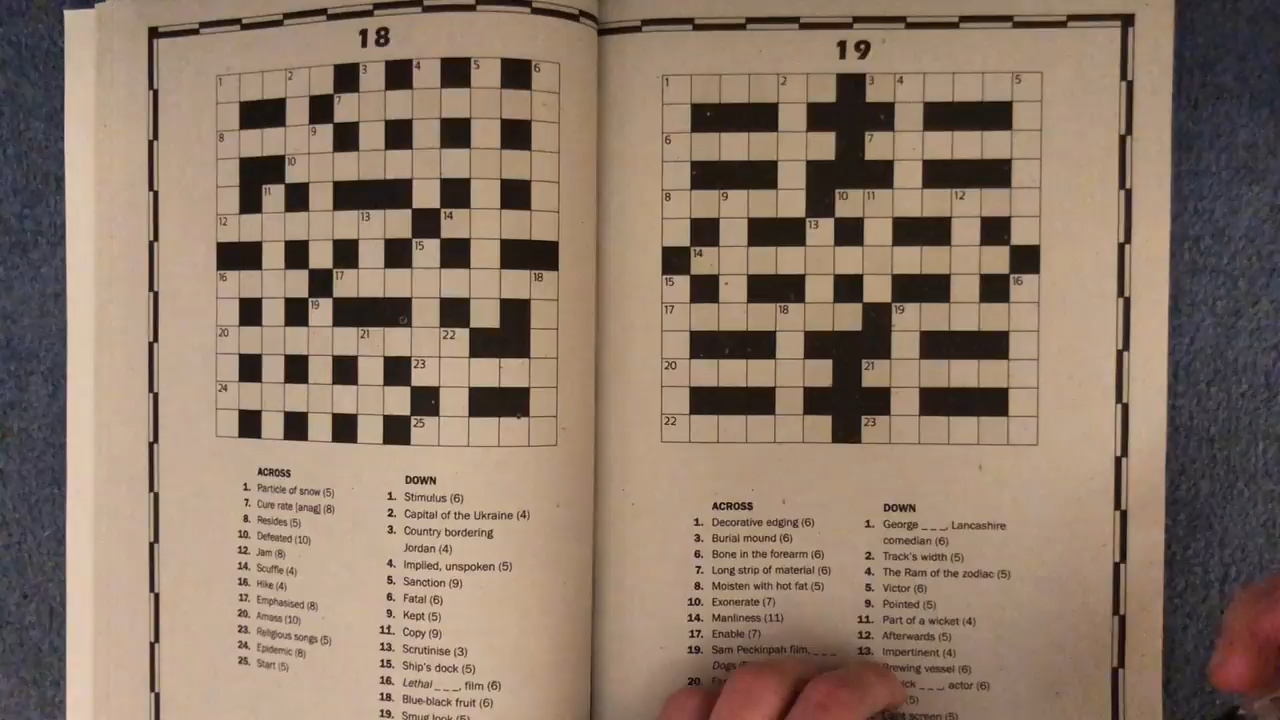 18
19
ACROSS
1. Particle of snow (5)
7. Cure rate [anag] (8)
8. Resides (5)
10. Defeated (10)
12. Jam (8)
14. Scuffle (4)
16. Hike (4)
17. Emphasised (8)
20. Amass (10)
23. Religious songs (5)
24. Epidemic (8)
25. Start (5)
DOWN
1. Stimulus (6)
2. Capital of the Ukraine (4)
3. Country bordering
Jordan (4)
4. Implied, unspoken (5)
5. Sanction (9)
6. Fatal (6)
9. Kept (5)
11. Copy (9)
13. Scrutinise (3)
15. Ship's dock (5)
16. Lethal _ _ _, film (6)
18. Blue-black fruit (6)
19. Smug look (5)
ACROSS
1. Decorative edging (6)
3. Burial mound (6)
6. Bone in the forearm (6)
7. Long strip of material (6)
8. Moisten with hot fat (5)
10. Exonerate (7)
14. Manliness (11)
17. Enable (7)
19. Sam Peckinpah film, _ _ _
Dogs
20.
DOWN
1. George _ _ _, Lancashire
comedian (6)
2. Track's width (5)
4. The Ram of the zodiac (5)
5. Victor (6)
9. Pointed (5)
11. Part of a wicket (4)
12. Afterwards (5)
13. Impertinent (4)
vessel (6)
_ _ _, actor (6)
(5)
screen (5)